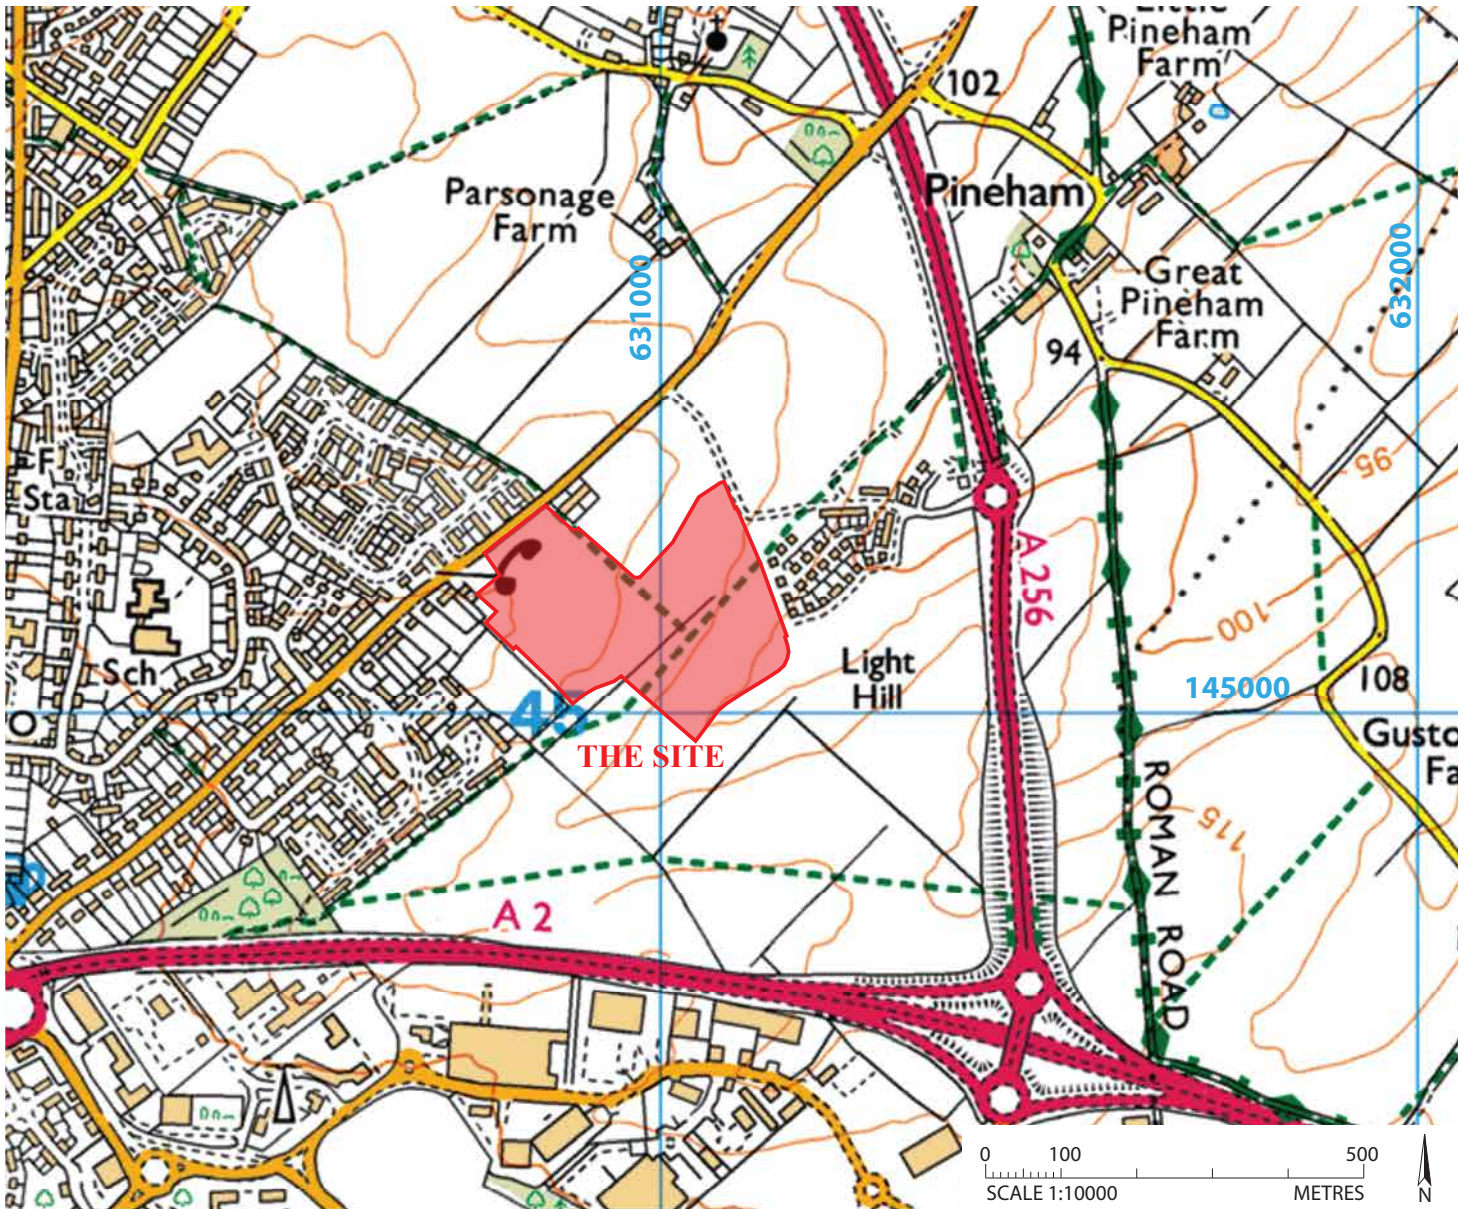 Pineham
Farm
102
Parsonage
Farm
Pineham
631000
632000
Great
Pineham
Farm
94
F
Sta
95
A 256
100
Sch
Light
Hill
145000
108
O
45
THE SITE
Gusto
Fa
ROMAN ROAD
115
A 2
0 100 500
SCALE 1:10000 METRES
N